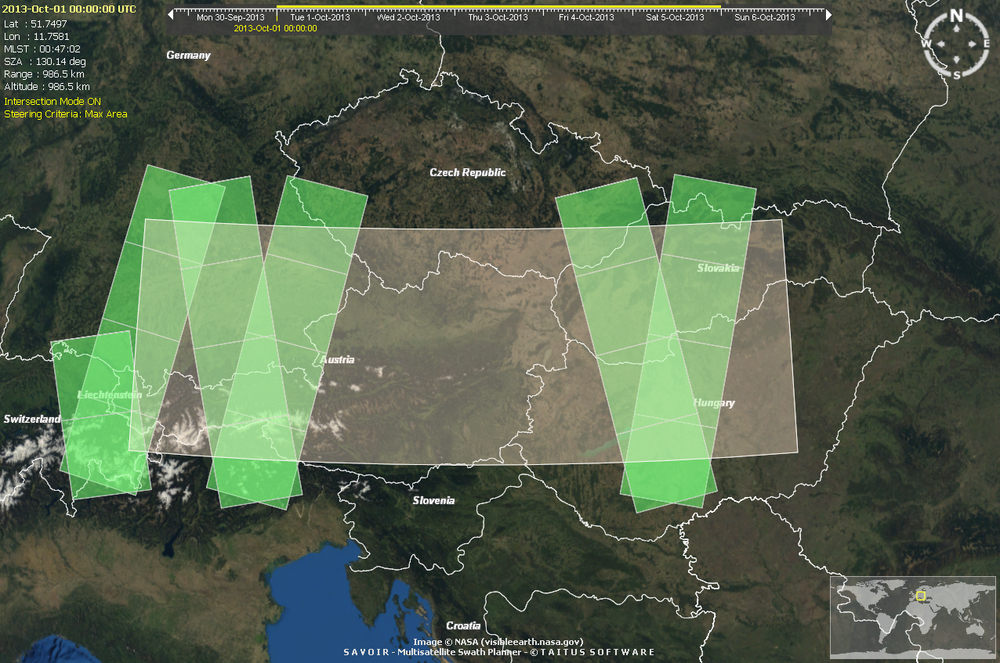 2013-Oct-01 00:00:00 UTC
Lat : 51.7497
Lon : 11.7581
MLST : 00:47:02
SZA : 130.14 deg
Range : 986.5 km
Altitude : 986.5 km
Intersection Mode ON
Steering Criteria: Max Area
Mon 30-Sep-2013 Tue 1-Oct-2013 Wed 2-Oct-2013 Thu 3-Oct-2013 Fri 4-Oct-2013 Sat 5-Oct-2013 Sun 6-Oct-2013
2013-Oct-01 00:00:00
N
W E
S
Germany
Czech Republic
Slovakia
Austria
Liechtenstein
Hungary
Switzerland
Slovenia
Croatia
Image © NASA (visibleearth.nasa.gov)
SAVOIR - Multisatellite Swath Planner - © TAITUS SOFTWARE